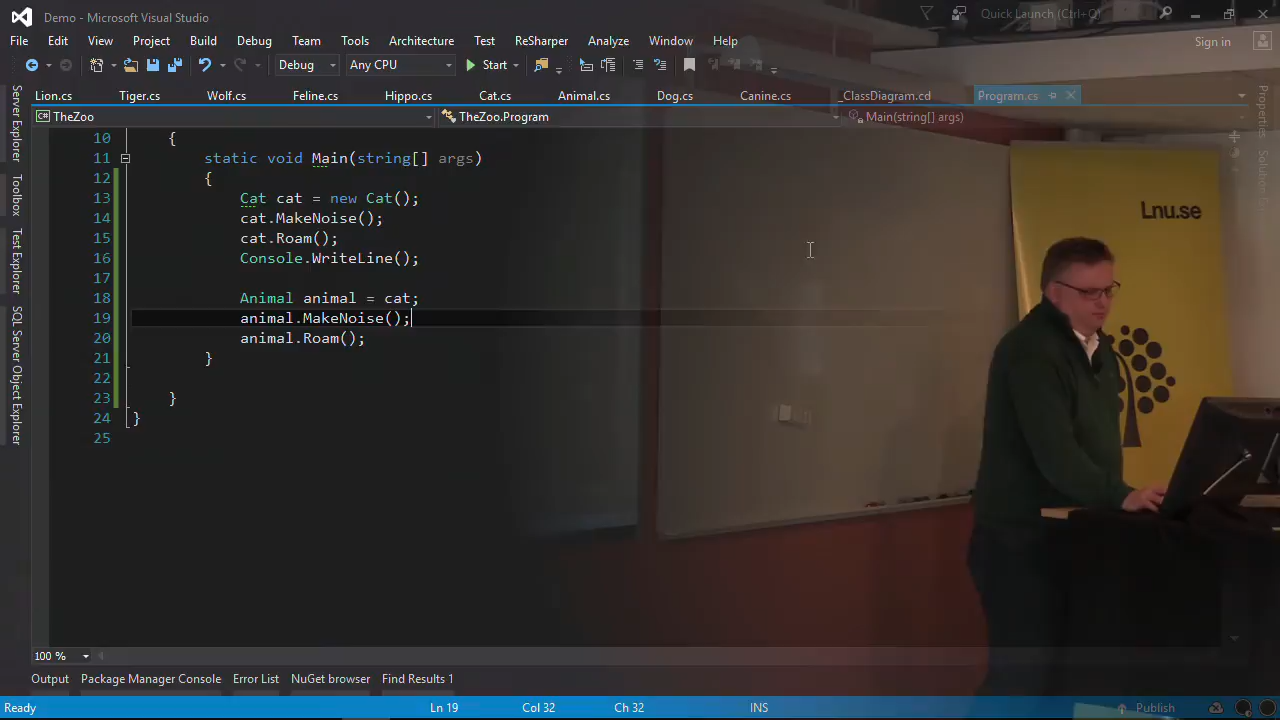 Demo - Microsoft Visual Studio
Quick Launch (Ctrl+Q)
File Edit View Project Build Debug Team Tools Architecture Test ReSharper Analyze Window Help
Sign in
Debug Any CPU Start
Lion.cs Tiger.cs Wolf.cs Feline.cs Hippo.cs Cat.cs Animal.cs Dog.cs Canine.cs _ClassDiagram.cd Program.cs
TheZoo TheZoo.Program Main(string[] args)
Server Explorer
Toolbox
Test Explorer
SQL Server Object Explorer
Properties
10 {
11 static void Main(string[] args)
12 {
13 Cat cat = new Cat();
14 cat.MakeNoise();
15 cat.Roam();
16 Console.WriteLine();
17
18 Animal animal = cat;
19 animal.MakeNoise();
20 animal.Roam();
21 }
22
23 }
24 }
25
Lnu.se
100 %
Output Package Manager Console Error List NuGet browser Find Results 1
Ready Ln 19 Col 32 Ch 32 INS Publish